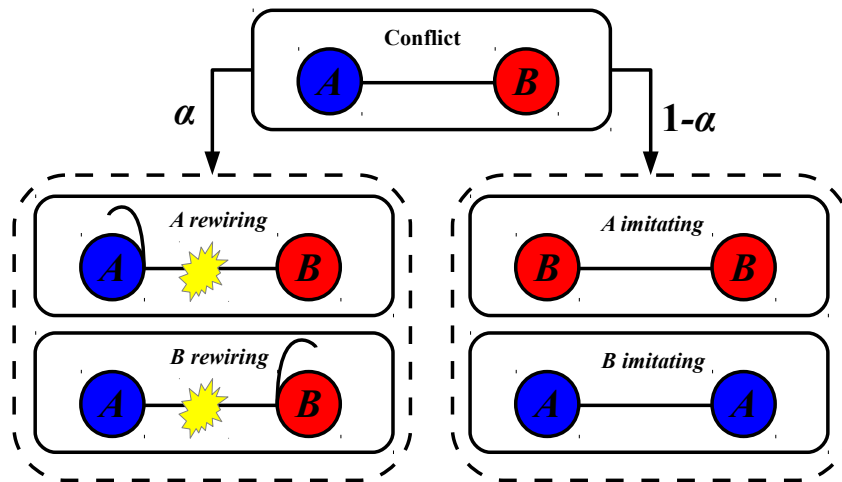 Conflict
A B
α 1-α
A rewiring
A B
B rewiring
A B
A imitating
B B
B imitating
A A